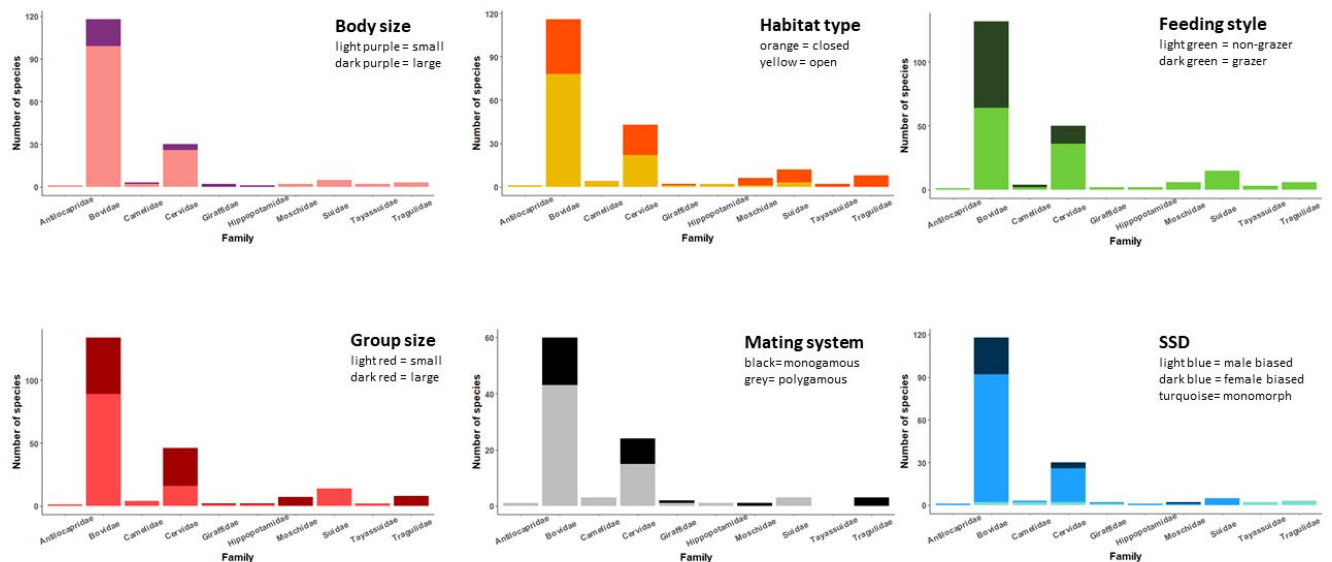 Body size
light purple = small
dark purple = large
Number of species
120
90
60
30
0
Antilocapridae
Bovidae
Camelidae
Cervidae
Giraffidae
Hippopotamidae
Moschidae
Suidae
Tayassuidae
Tragulidae
Family
Habitat type
orange = closed
yellow = open
Number of species
120
90
60
30
0
Antilocapridae
Bovidae
Camelidae
Cervidae
Giraffidae
Hippopotamidae
Moschidae
Suidae
Tayassuidae
Tragulidae
Family
Feeding style
light green = non-grazer
dark green = grazer
Number of species
100
50
0
Antilocapridae
Bovidae
Camelidae
Cervidae
Giraffidae
Hippopotamidae
Moschidae
Suidae
Tayassuidae
Tragulidae
Family
Group size
light red = small
dark red = large
Number of species
100
50
0
Antilocapridae
Bovidae
Camelidae
Cervidae
Giraffidae
Hippopotamidae
Moschidae
Suidae
Tayassuidae
Tragulidae
Family
Mating system
black= monogamous
grey= polygamous
Number of species
60
40
20
0
Antilocapridae
Bovidae
Camelidae
Cervidae
Giraffidae
Hippopotamidae
Moschidae
Suidae
Tayassuidae
Tragulidae
Family
SSD
light blue = male biased
dark blue = female biased
turquoise= monomorph
Number of species
120
90
60
30
0
Antilocapridae
Bovidae
Camelidae
Cervidae
Giraffidae
Hippopotamidae
Moschidae
Suidae
Tayassuidae
Tragulidae
Family